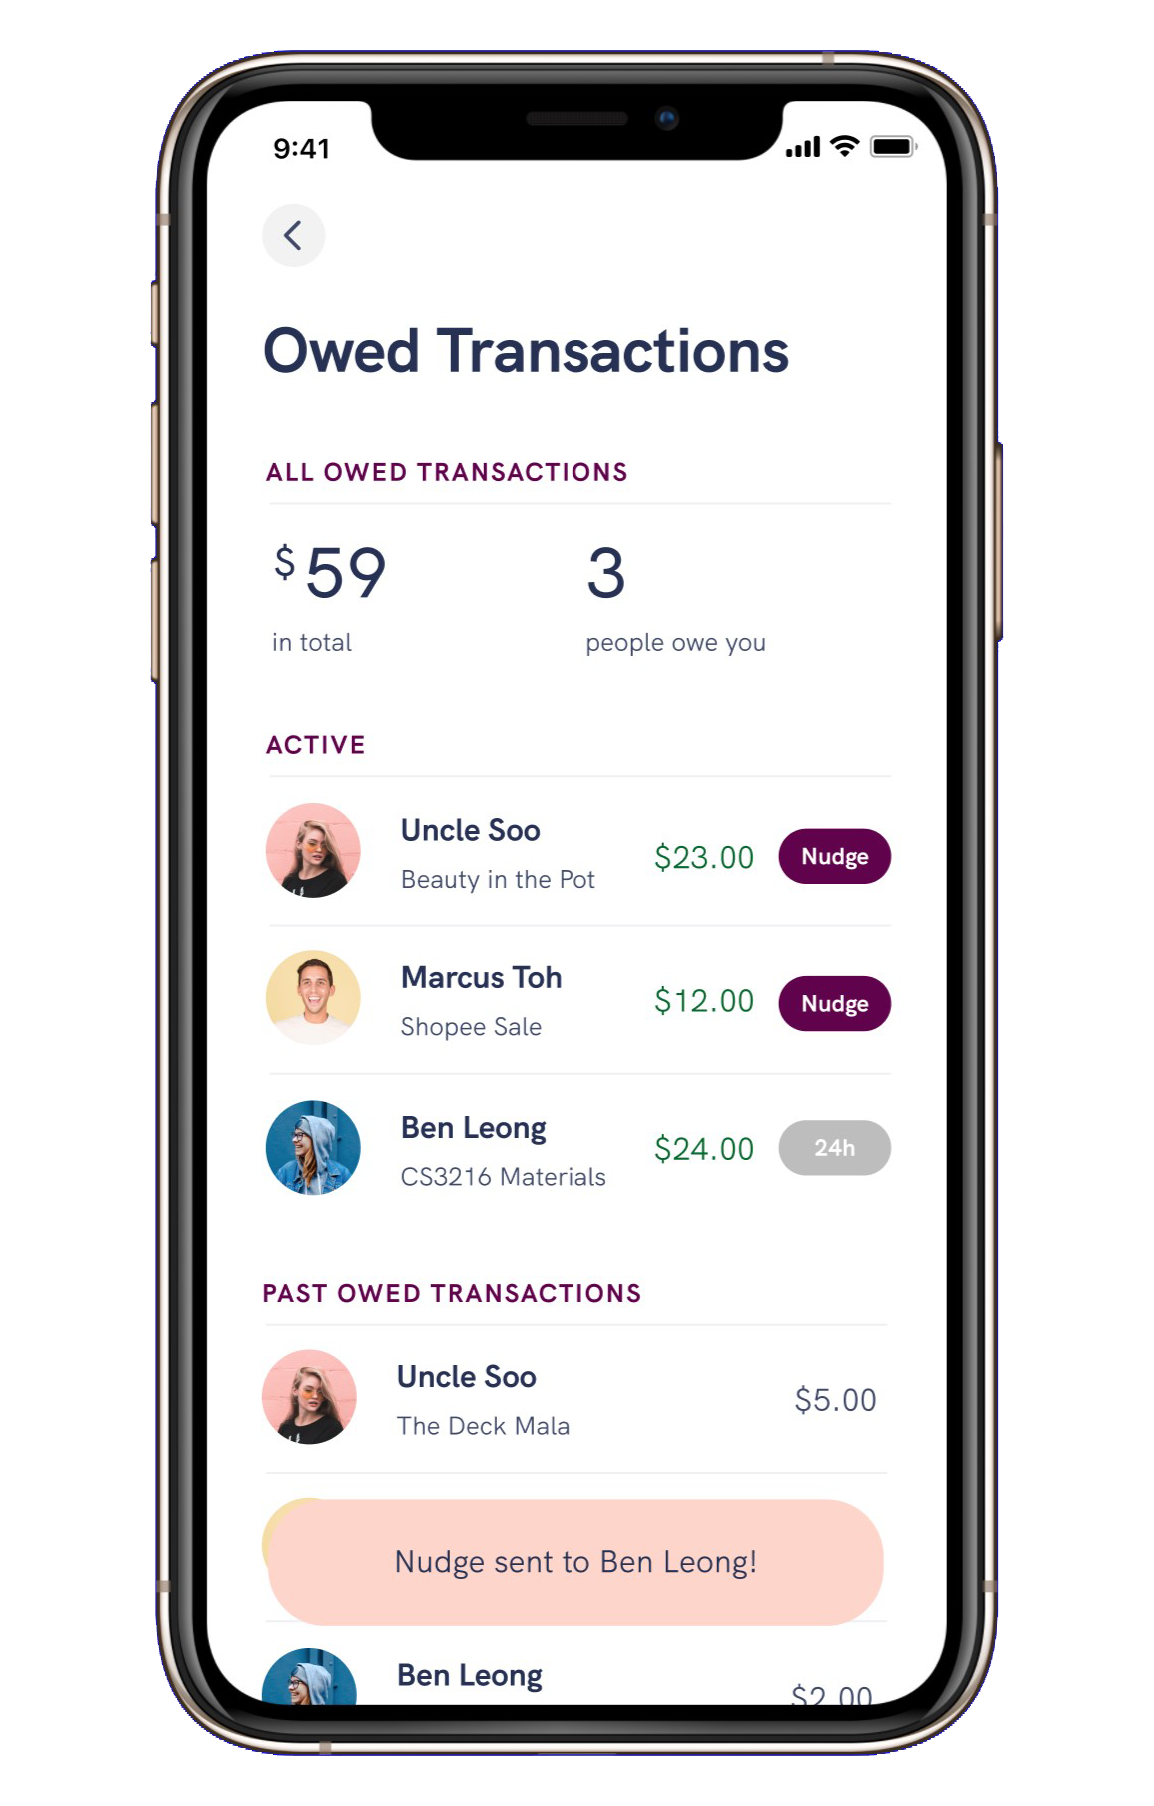 9:41
Owed Transactions
ALL OWED TRANSACTIONS
$59
3
in total
people owe you
ACTIVE
Uncle Soo
Beauty in the Pot
$23.00
Nudge
Marcus Toh
Shopee Sale
$12.00
Nudge
Ben Leong
CS3216 Materials
$24.00
24h
PAST OWED TRANSACTIONS
Uncle Soo
The Deck Mala
$5.00
Nudge sent to Ben Leong!
Ben Leong
$2.00